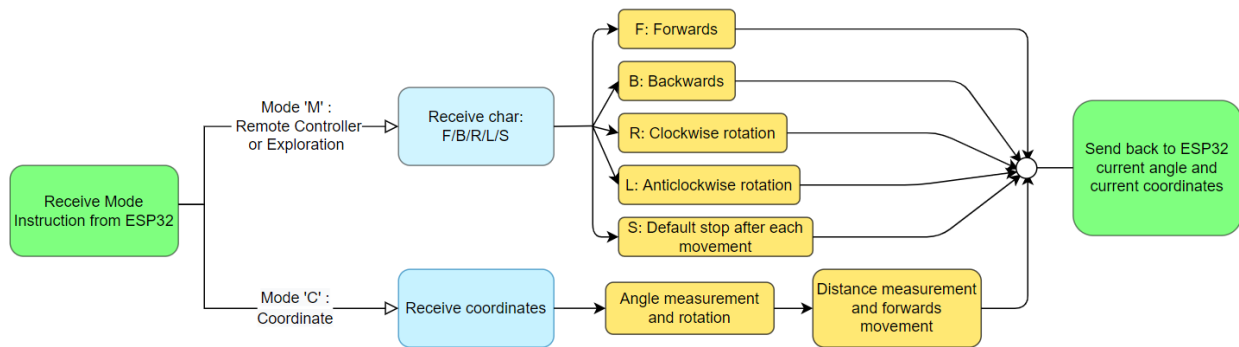 Receive Mode
Instruction from ESP32
Mode 'M' :
Remote Controller
or Exploration
Receive char:
F/B/R/L/S
F: Forwards
B: Backwards
R: Clockwise rotation
L: Anticlockwise rotation
S: Default stop after each
movement
Mode 'C' :
Coordinate
Receive coordinates
Angle measurement
and rotation
Distance measurement
and forwards
movement
Send back to ESP32
current angle and
current coordinates